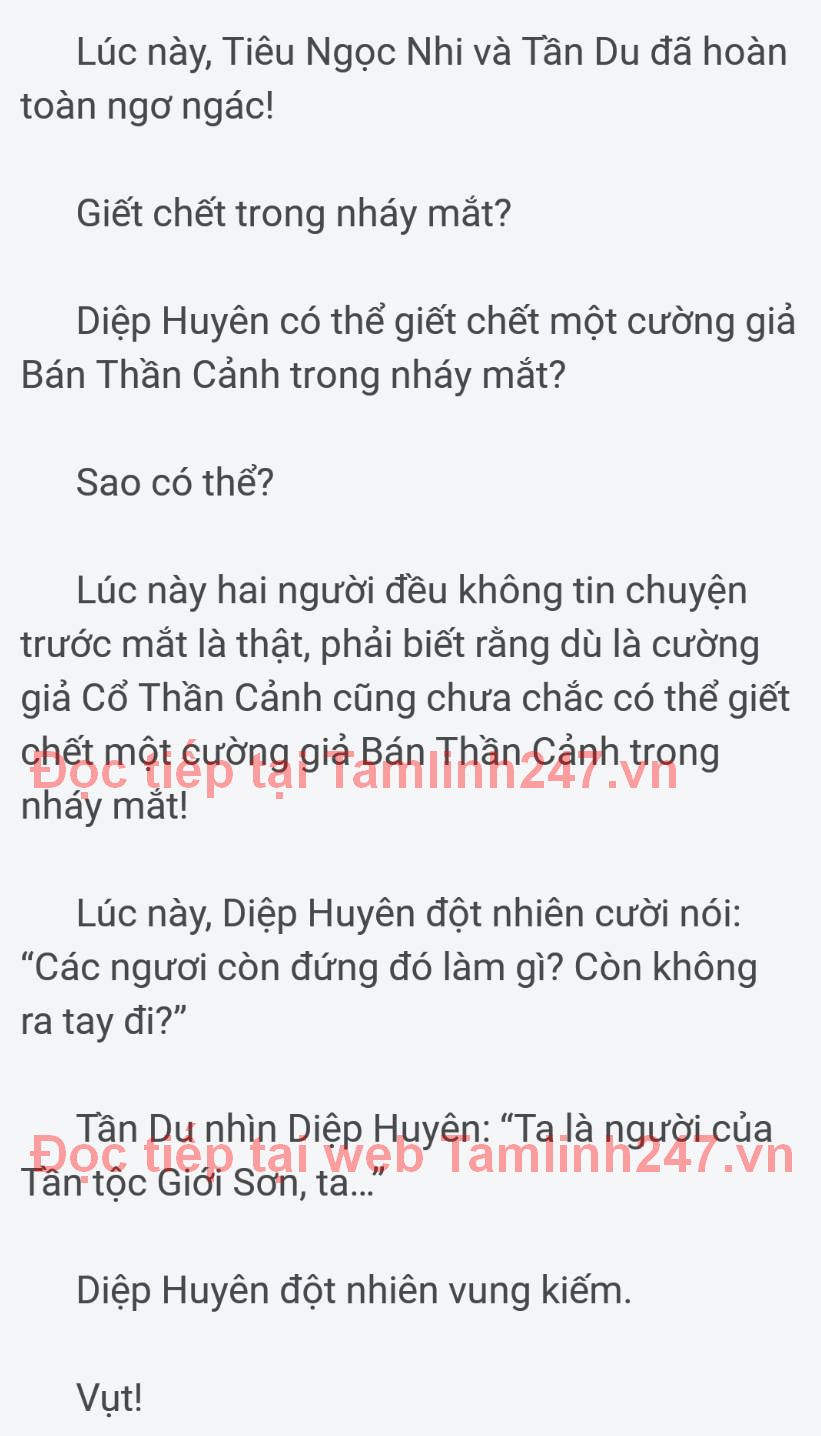 Lúc này, Tiêu Ngọc Nhi và Tần Du đã hoàn
toàn ngơ ngác!
Giết chết trong nháy mắt?
Diệp Huyên có thể giết chết một cường giả
Bán Thần Cảnh trong nháy mắt?
Sao có thể?
Lúc này hai người đều không tin chuyện
trước mắt là thật, phải biết rằng dù là cường
giả Cổ Thần Cảnh cũng chưa chắc có thể giết
chết một cường giả Bán Thần Cảnh trong
Đọc tiếp tại Tamlinh247.vn
nháy mắt!
Lúc này, Diệp Huyên đột nhiên cười nói:
“Các ngươi còn đứng đó làm gì? Còn không
ra tay đi?”
Tần Du nhìn Diệp Huyên: “Ta là người của
Đọc tiếp tại web Tamlinh247.vn
Tần tộc Giới Sơn, ta...”
Diệp Huyên đột nhiên vung kiếm.
Vụt!